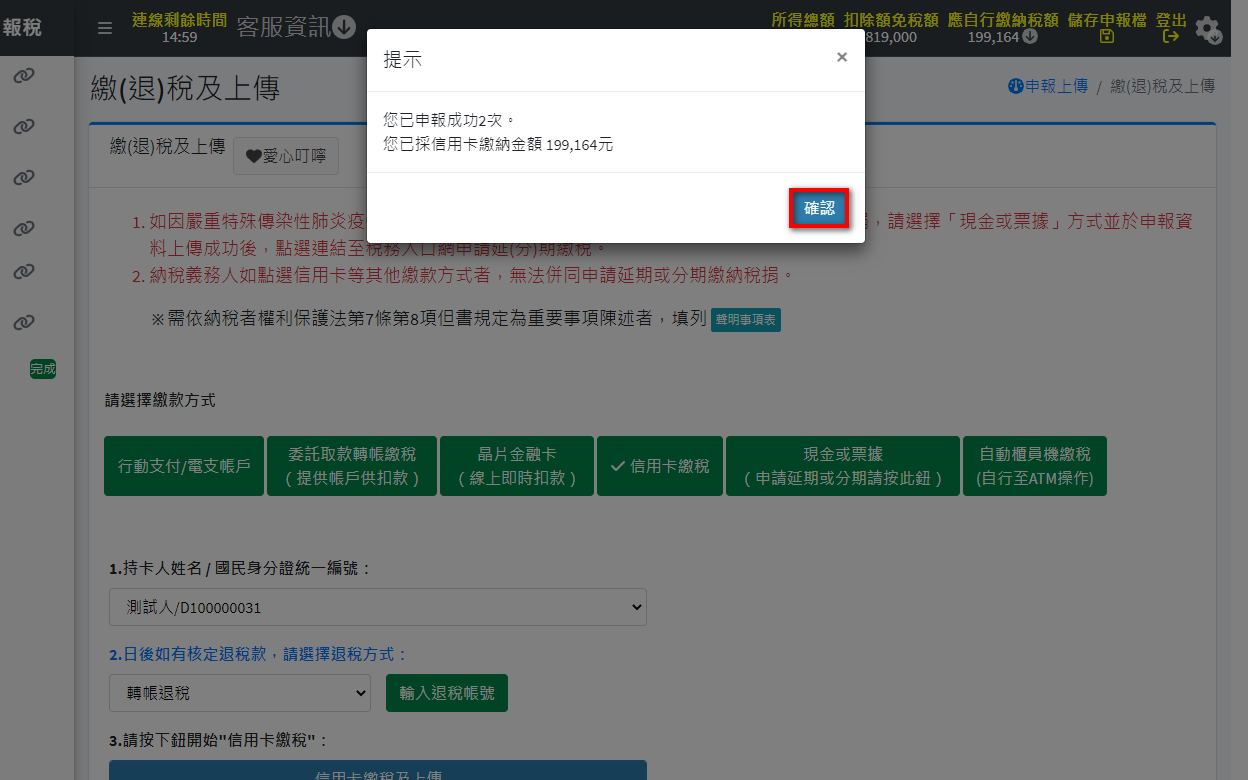 報稅
連線剩餘時間
14:59
客服資訊
所得總額 扣除額免稅額 應自行繳納稅額 儲存申報檔 登出
819,000 199,164
提示
×
繳(退)稅及上傳
申報上傳 / 繳(退)稅及上傳
您已申報成功2次。
您已採信用卡繳納金額 199,164元
繳(退)稅及上傳 愛心叮嚀
確認
1. 如因嚴重特殊傳染性肺炎疫 ,請選擇「現金或票據」方式並於申報資
料上傳成功後,點選連結至稅務入口網申請延(分)期繳稅。
2. 納稅義務人如點選信用卡等其他繳款方式者,無法併同申請延期或分期繳納稅捐。
※需依納稅者權利保護法第7條第8項但書規定為重要事項陳述者,填列 聲明事項表
完成
請選擇繳款方式
行動支付/電支帳戶
委託取款轉帳繳稅
( 提供帳戶供扣款 )
晶片金融卡
( 線上即時扣款 )
信用卡繳稅
現金或票據
( 申請延期或分期請按此鈕 )
自動櫃員機繳稅
(自行至ATM操作)
1.持卡人姓名 / 國民身分證統一編號：
測試人/D100000031
2.日後如有核定退稅款，請選擇退稅方式：
轉帳退稅
輸入退稅帳號
3.請按下鈕開始"信用卡繳稅"：
信用卡繳稅及上傳